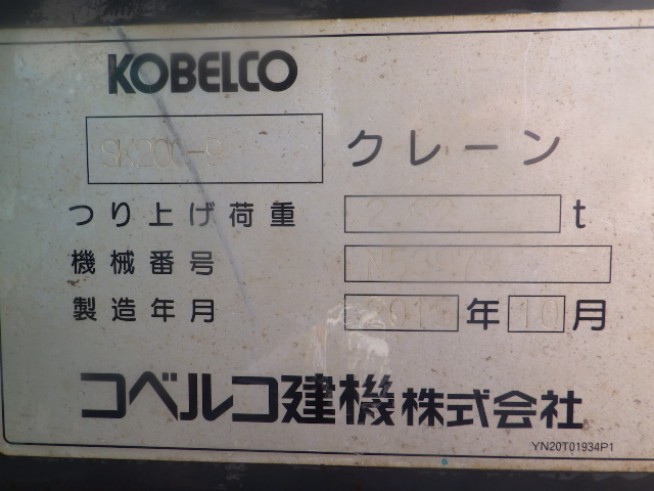 KOBELCO
SK200-9 クレーン
つり上げ荷重 t
機械番号
製造年月 年 10 月
コベルコ建機株式会社
YN20T01934P1